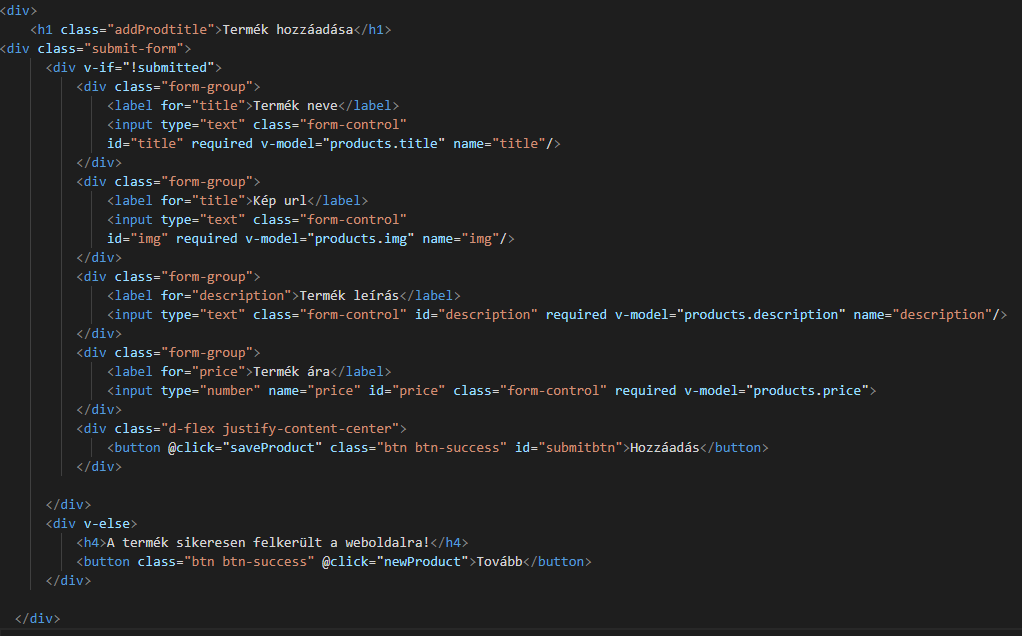 <div>
<h1 class="addProdtitle">Termék hozzáadása</h1>
<div class="submit-form">
<div v-if="!submitted">
<div class="form-group">
<label for="title">Termék neve</label>
<input type="text" class="form-control"
id="title" required v-model="products.title" name="title"/>
</div>
<div class="form-group">
<label for="title">Kép url</label>
<input type="text" class="form-control"
id="img" required v-model="products.img" name="img"/>
</div>
<div class="form-group">
<label for="description">Termék leírás</label>
<input type="text" class="form-control" id="description" required v-model="products.description" name="description"/>
</div>
<div class="form-group">
<label for="price">Termék ára</label>
<input type="number" name="price" id="price" class="form-control" required v-model="products.price">
</div>
<div class="d-flex justify-content-center">
<button @click="saveProduct" class="btn btn-success" id="submitbtn">Hozzáadás</button>
</div>
</div>
<div v-else>
<h4>A termék sikeresen felkerült a weboldalra!</h4>
<button class="btn btn-success" @click="newProduct">Tovább</button>
</div>
</div>